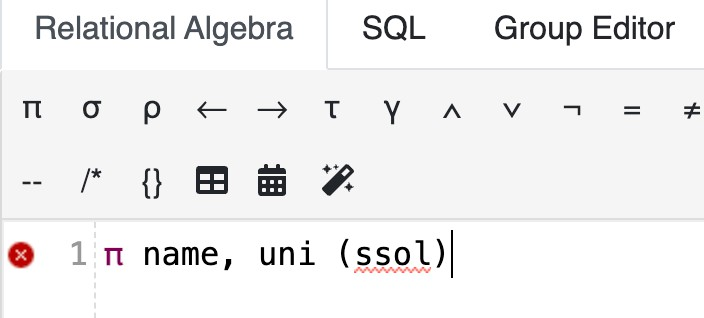 Relational Algebra SQL Group Editor
π σ ρ ← → τ γ ∧ ∨ ¬ = ≠
-- /* {}
1 π name, uni (ssol)